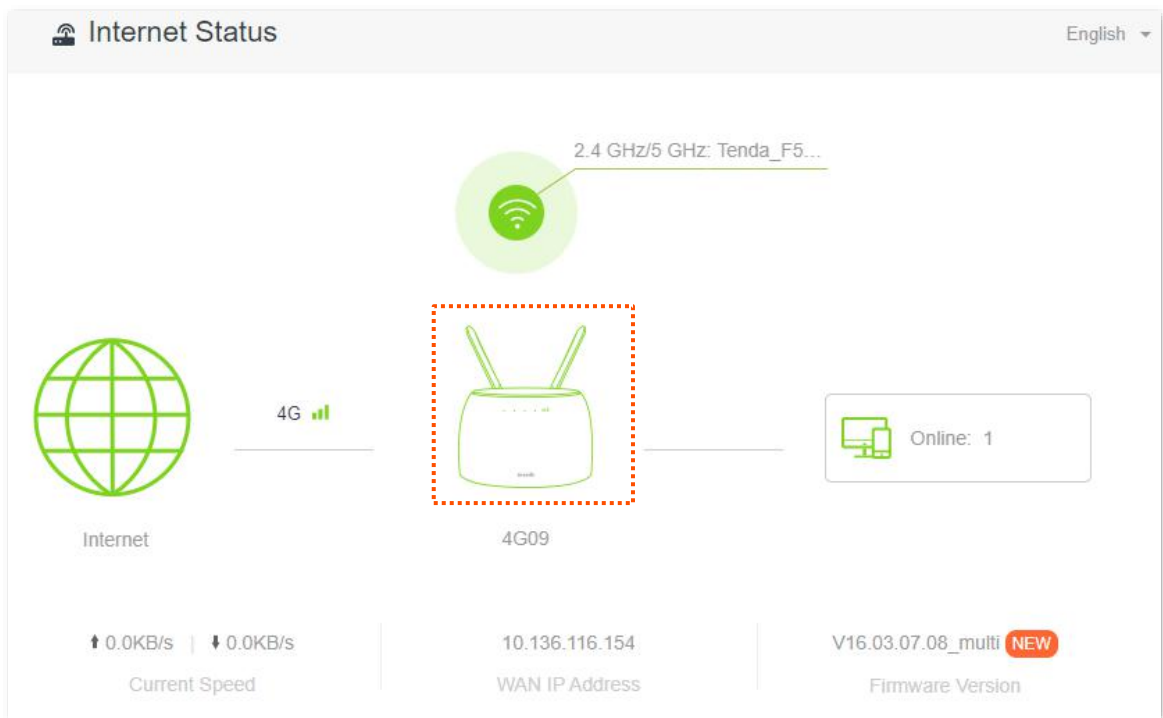 Internet Status
English
2.4 GHz/5 GHz: Tenda_F5...
4G
Online: 1
Internet
4G09
0.0KB/s | 0.0KB/s
10.136.116.154
V16.03.07.08_multi NEW
Current Speed
WAN IP Address
Firmware Version